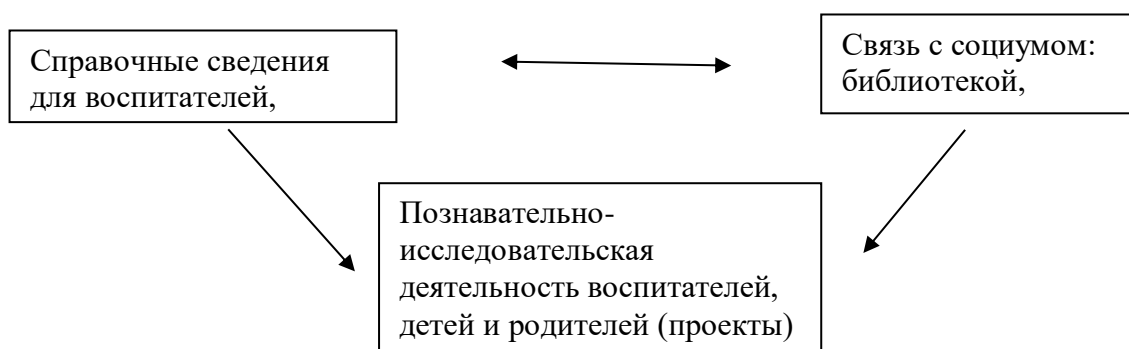 Справочные сведения
для воспитателей,
Связь с социумом:
библиотекой,
Познавательно-
исследовательская
деятельность воспитателей,
детей и родителей (проекты)